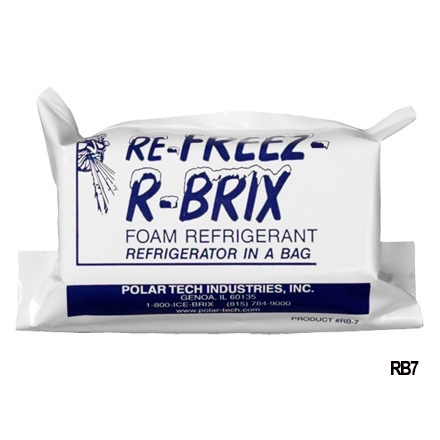 RE-FREEZ-
R-BRIX
FOAM REFRIGERANT
REFRIGERATOR IN A BAG
POLAR TECH INDUSTRIES, INC.
GENOA, IL 60135
1-800-ICE-BRIX (815) 784-9000
www.polar-tech.com
PRODUCT #RB-7
RB7